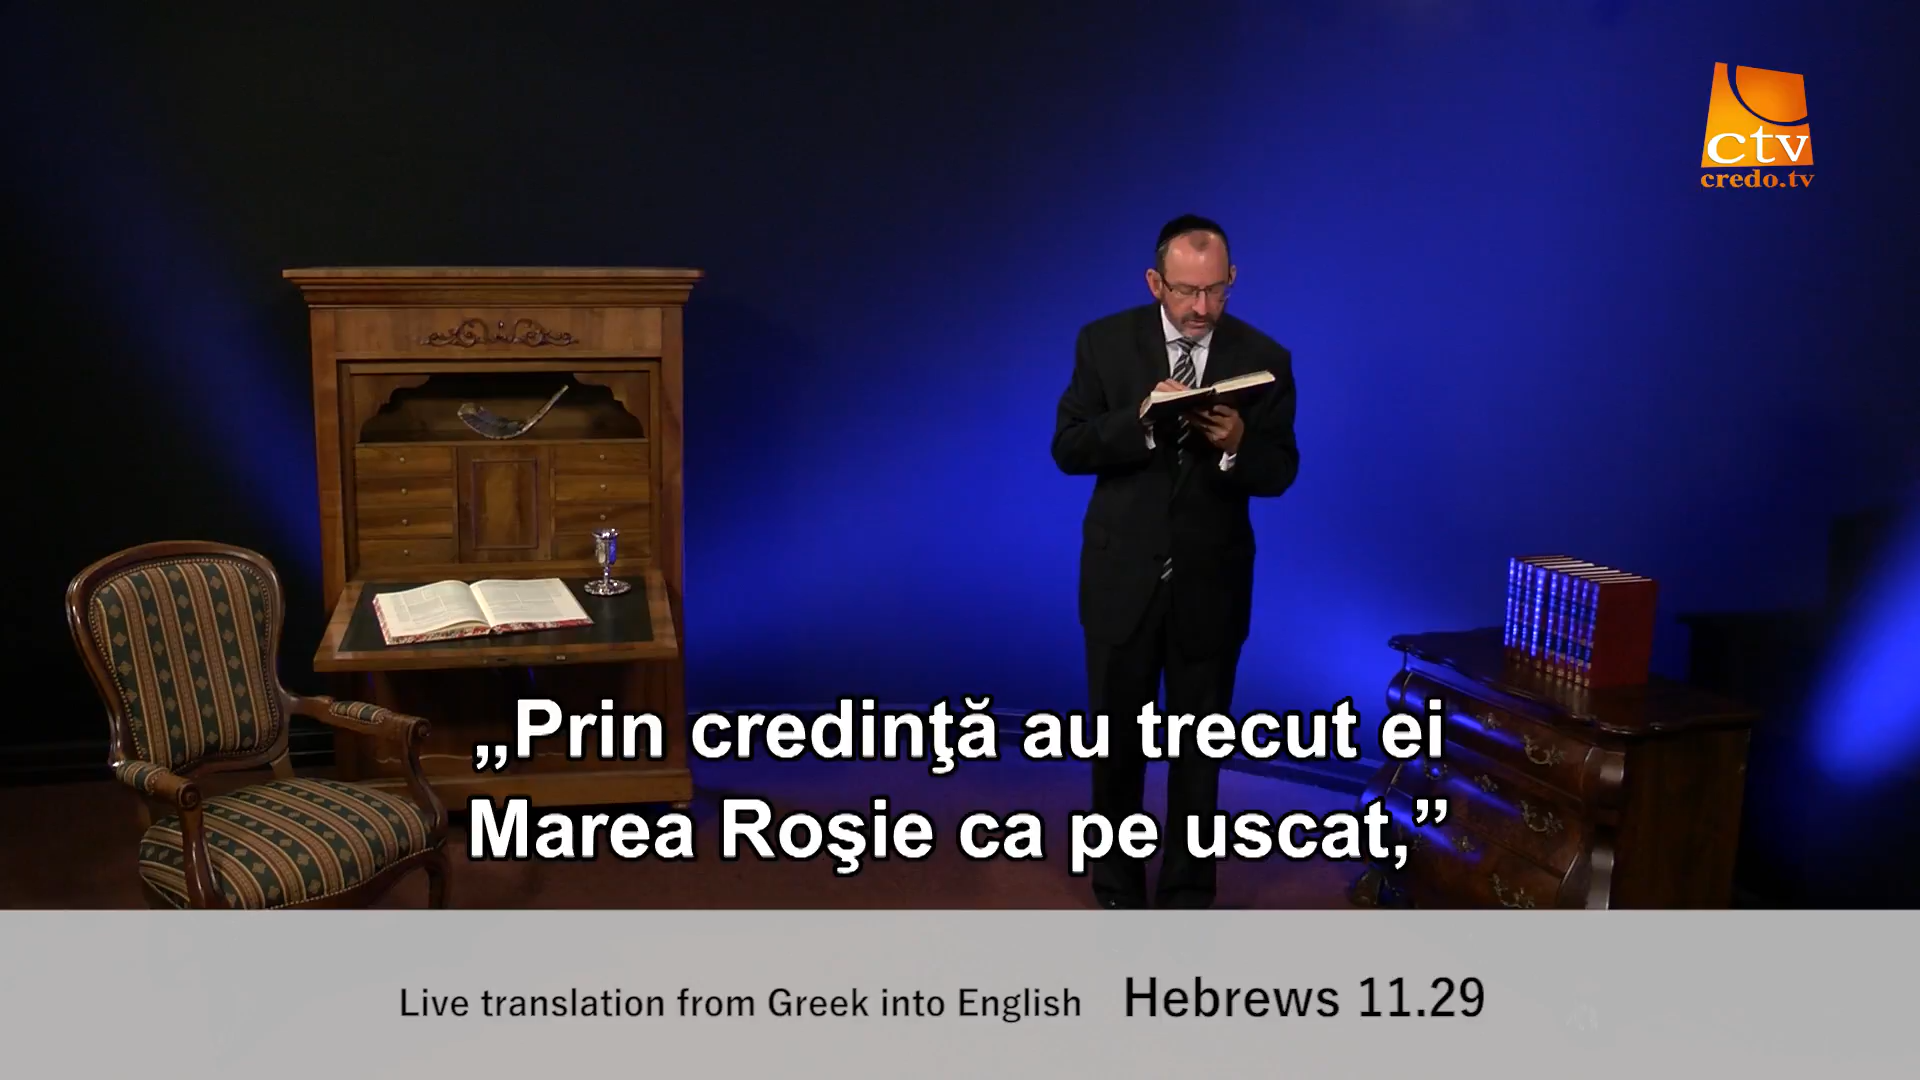 ctv
credo.tv
„Prin credinţă au trecut ei
Marea Roşie ca pe uscat,”
Live translation from Greek into English Hebrews 11.29